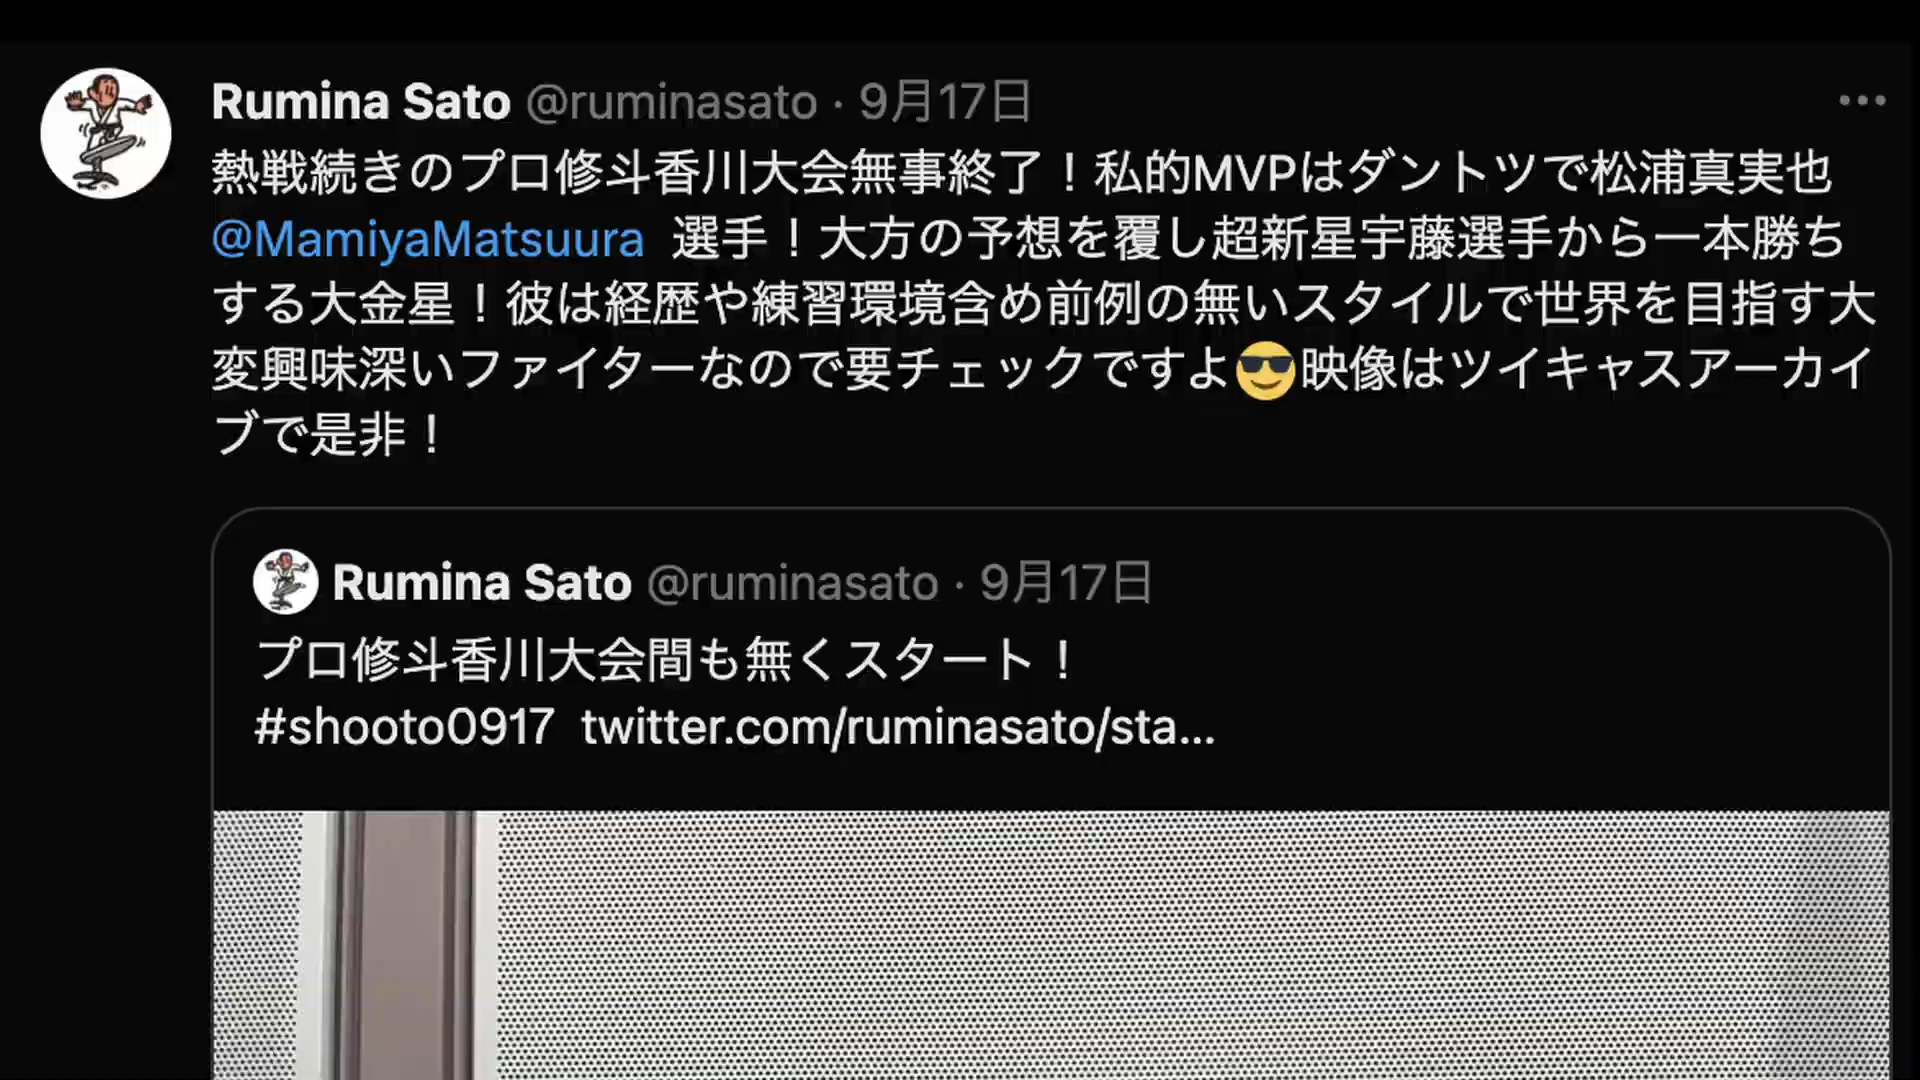 Rumina Sato @ruminasato · 9月17日
熱戦続きのプロ修斗香川大会無事終了！私的MVPはダントツで松浦真実也
@MamiyaMatsuura 選手！大方の予想を覆し超新星宇藤選手から一本勝ち
する大金星！彼は経歴や練習環境含め前例の無いスタイルで世界を目指す大
変興味深いファイターなので要チェックですよ😎映像はツイキャスアーカイ
ブで是非！
Rumina Sato @ruminasato · 9月17日
プロ修斗香川大会間も無くスタート！
#shooto0917 twitter.com/ruminasato/sta...